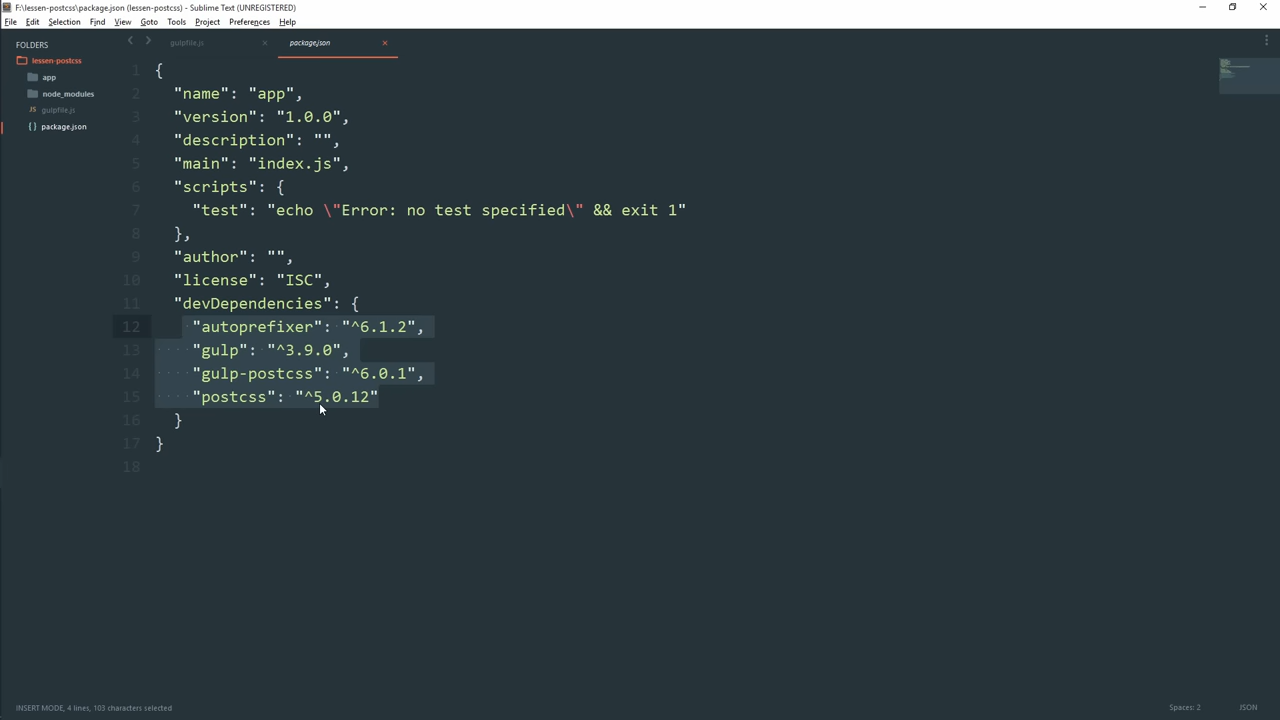 F:\lessen-postcss\package.json (lessen-postcss) - Sublime Text (UNREGISTERED)
File Edit Selection Find View Goto Tools Project Preferences Help
FOLDERS
lessen-postcss
app
node_modules
gulpfile.js
package.json
gulpfile.js × package.json ×
1 {
2 "name": "app",
3 "version": "1.0.0",
4 "description": "",
5 "main": "index.js",
6 "scripts": {
7 "test": "echo \"Error: no test specified\" && exit 1"
8 },
9 "author": "",
10 "license": "ISC",
11 "devDependencies": {
12 "autoprefixer": "^6.1.2",
13 "gulp": "^3.9.0",
14 "gulp-postcss": "^6.0.1",
15 "postcss": "^5.0.12"
16 }
17 }
18
INSERT MODE, 4 lines, 103 characters selected
Spaces: 2 JSON